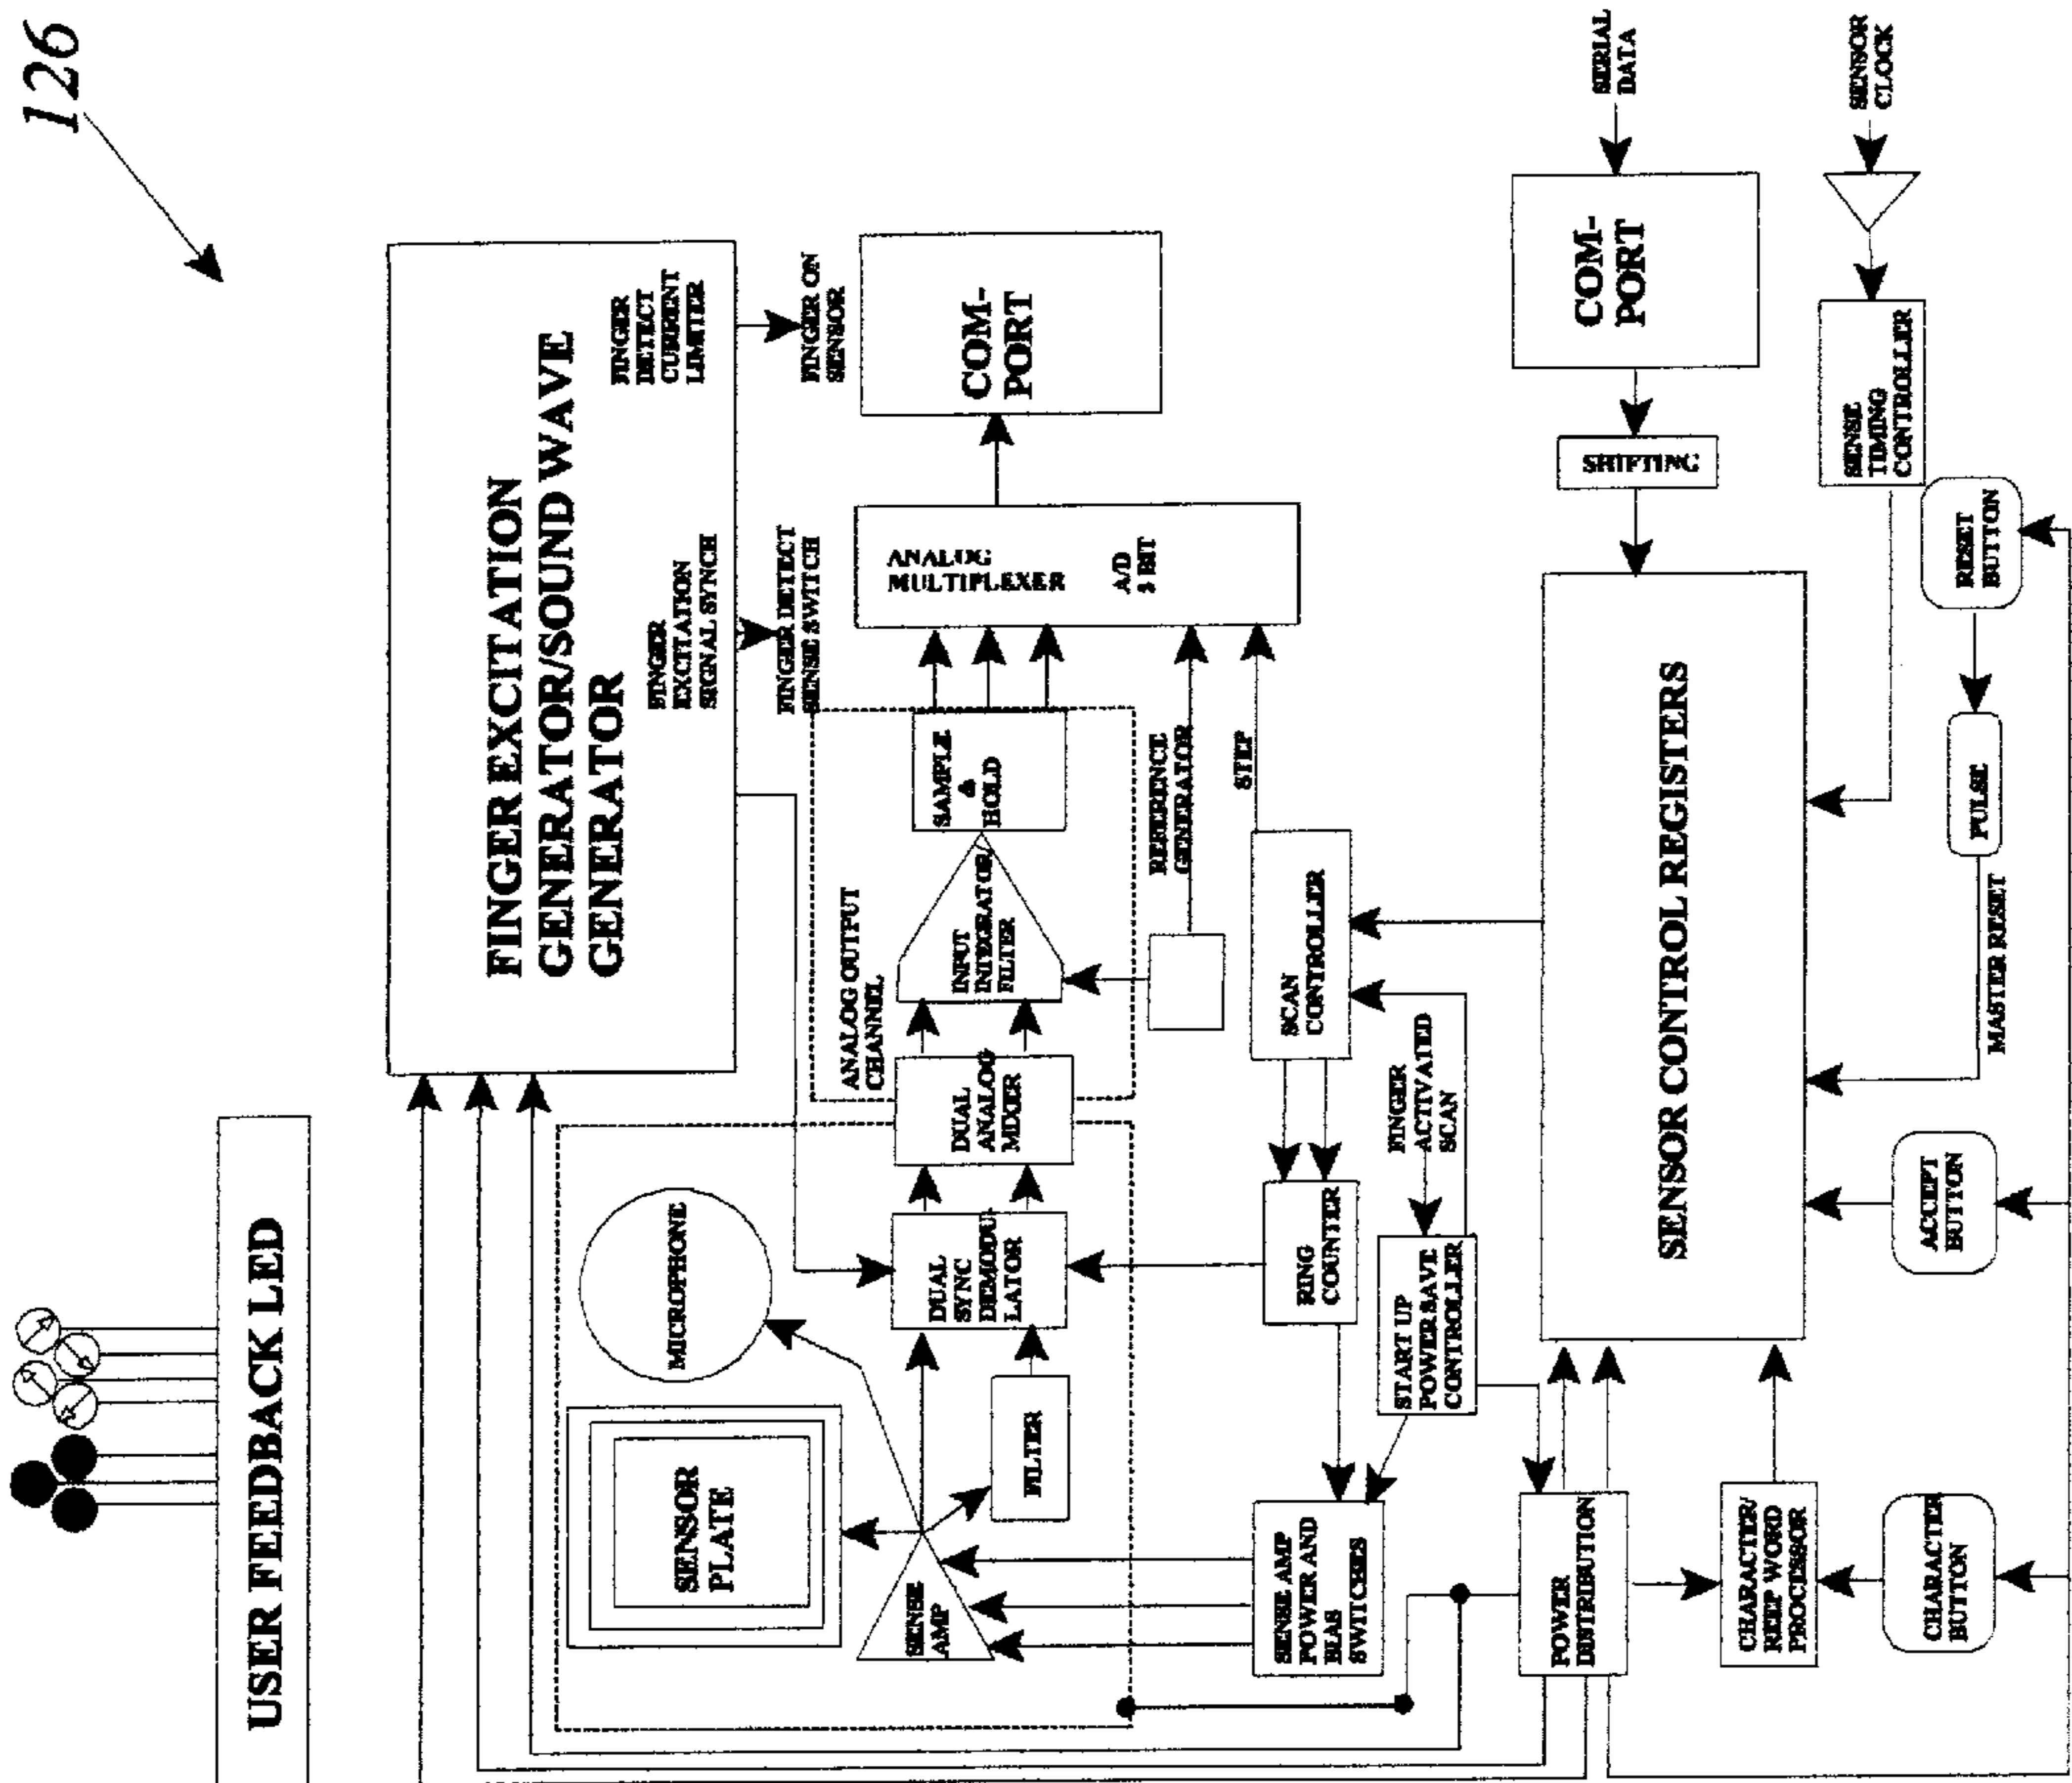 126
USER FEEDBACK LED
FINGER EXCITATION
GENERATOR/SOUND WAVE
GENERATOR
FINGER
EXCITATION
SIGNAL SYNCH
FINGER
DETECT
CURRENT
LIMITER
FINGER DETECT
SENSE SWITCH
FINGER ON
SENSOR
SENSOR
PLATE
MICROPHONE
SENSE
AMP
FILTER
DUAL
SYNC
DEMODU-
LATOR
DUAL
ANALOG
MIXER
ANALOG OUTPUT
CHANNEL
INPUT
INTEGRATOR/
FILTER
SAMPLE
&
HOLD
ANALOG
MULTIPLEXER
A/D
3 BIT
COM-
PORT
REFERENCE
GENERATOR
STEP
SENSE AMP
POWER AND
BIAS
SWITCHES
RING
COUNTER
SCAN
CONTROLLER
START UP
POWER SAVE
CONTROLLER
FINGER
ACTIVATED
SCAN
POWER
DISTRIBUTION
SENSOR CONTROL REGISTERS
SHIFTING
COM-
PORT
SERIAL
DATA
CHARACTER/
REEP WORD
PROCESSOR
SENSE
TIMING
CONTROLLER
SENSOR
CLOCK
CHARACTER
BUTTON
ACCEPT
BUTTON
MASTER RESET
PULSE
RESET
BUTTON